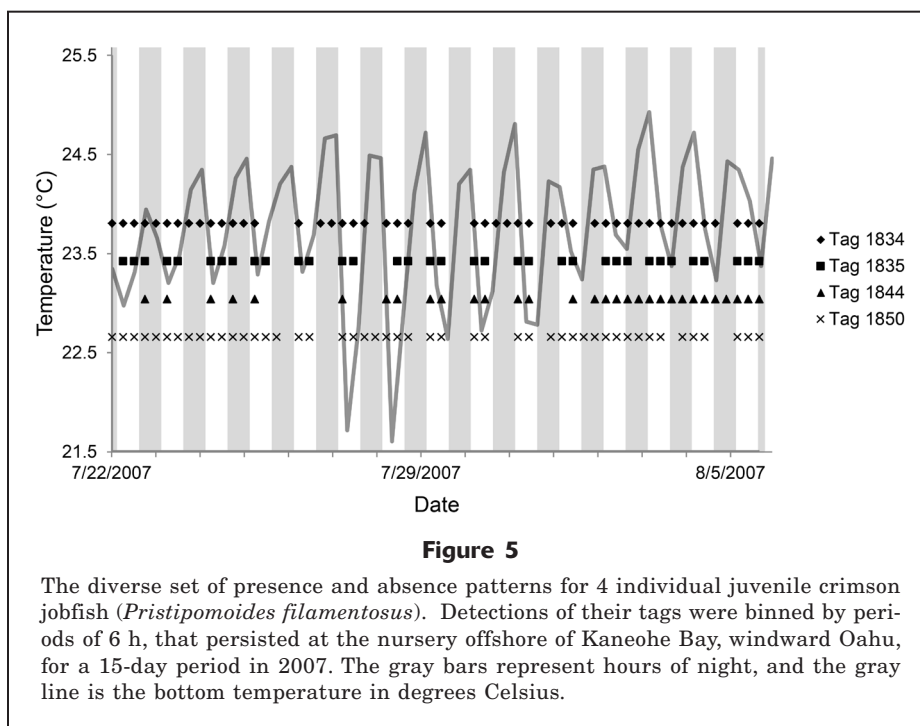 25.5
24.5
23.5
22.5
21.5
Temperature (°C)
7/22/2007 7/29/2007 8/5/2007
Date
Tag 1834
Tag 1835
Tag 1844
Tag 1850
Figure 5
The diverse set of presence and absence patterns for 4 individual juvenile crimson
jobfish (Pristipomoides filamentosus). Detections of their tags were binned by peri-
ods of 6 h, that persisted at the nursery offshore of Kaneohe Bay, windward Oahu,
for a 15-day period in 2007. The gray bars represent hours of night, and the gray
line is the bottom temperature in degrees Celsius.